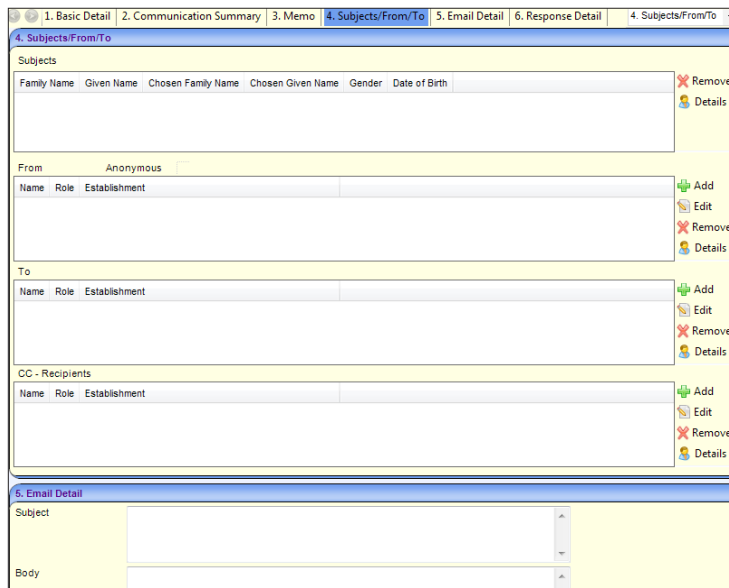 1. Basic Detail 2. Communication Summary 3. Memo 4. Subjects/From/To 5. Email Detail 6. Response Detail 4. Subjects/From/To
4. Subjects/From/To
Subjects
Family Name Given Name Chosen Family Name Chosen Given Name Gender Date of Birth
Remove
Details
From Anonymous
Name Role Establishment
Add
Edit
Remove
Details
To
Name Role Establishment
Add
Edit
Remove
Details
CC - Recipients
Name Role Establishment
Add
Edit
Remove
Details
5. Email Detail
Subject
Body